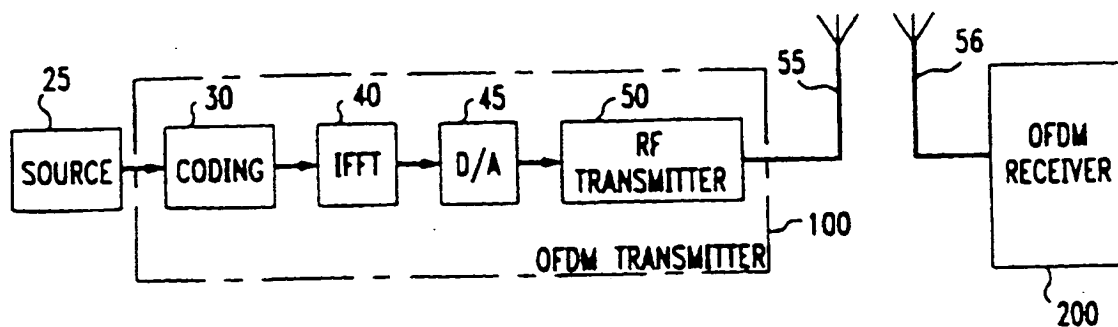 25
30
40
45
50
55
56
SOURCE
CODING
IFFT
D/A
RF
TRANSMITTER
OFDM
RECEIVER
100
OFDM TRANSMITTER
200